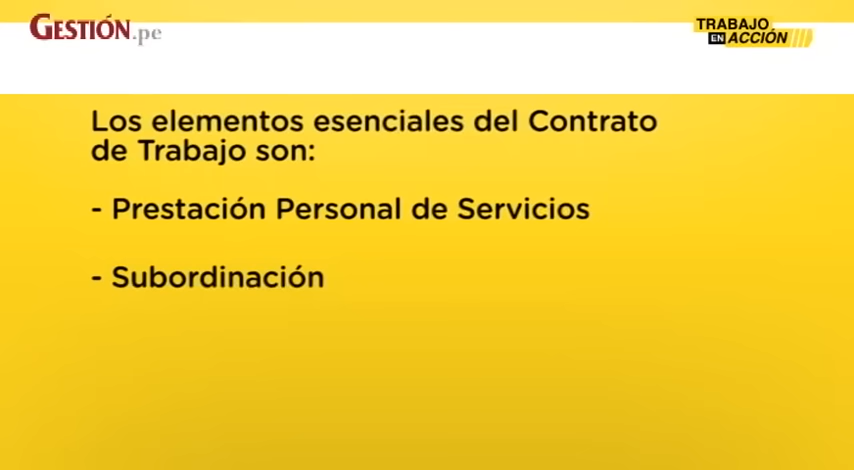 GESTIÓN.pe
TRABAJO
EN ACCIÓN
Los elementos esenciales del Contrato
de Trabajo son:
- Prestación Personal de Servicios
- Subordinación